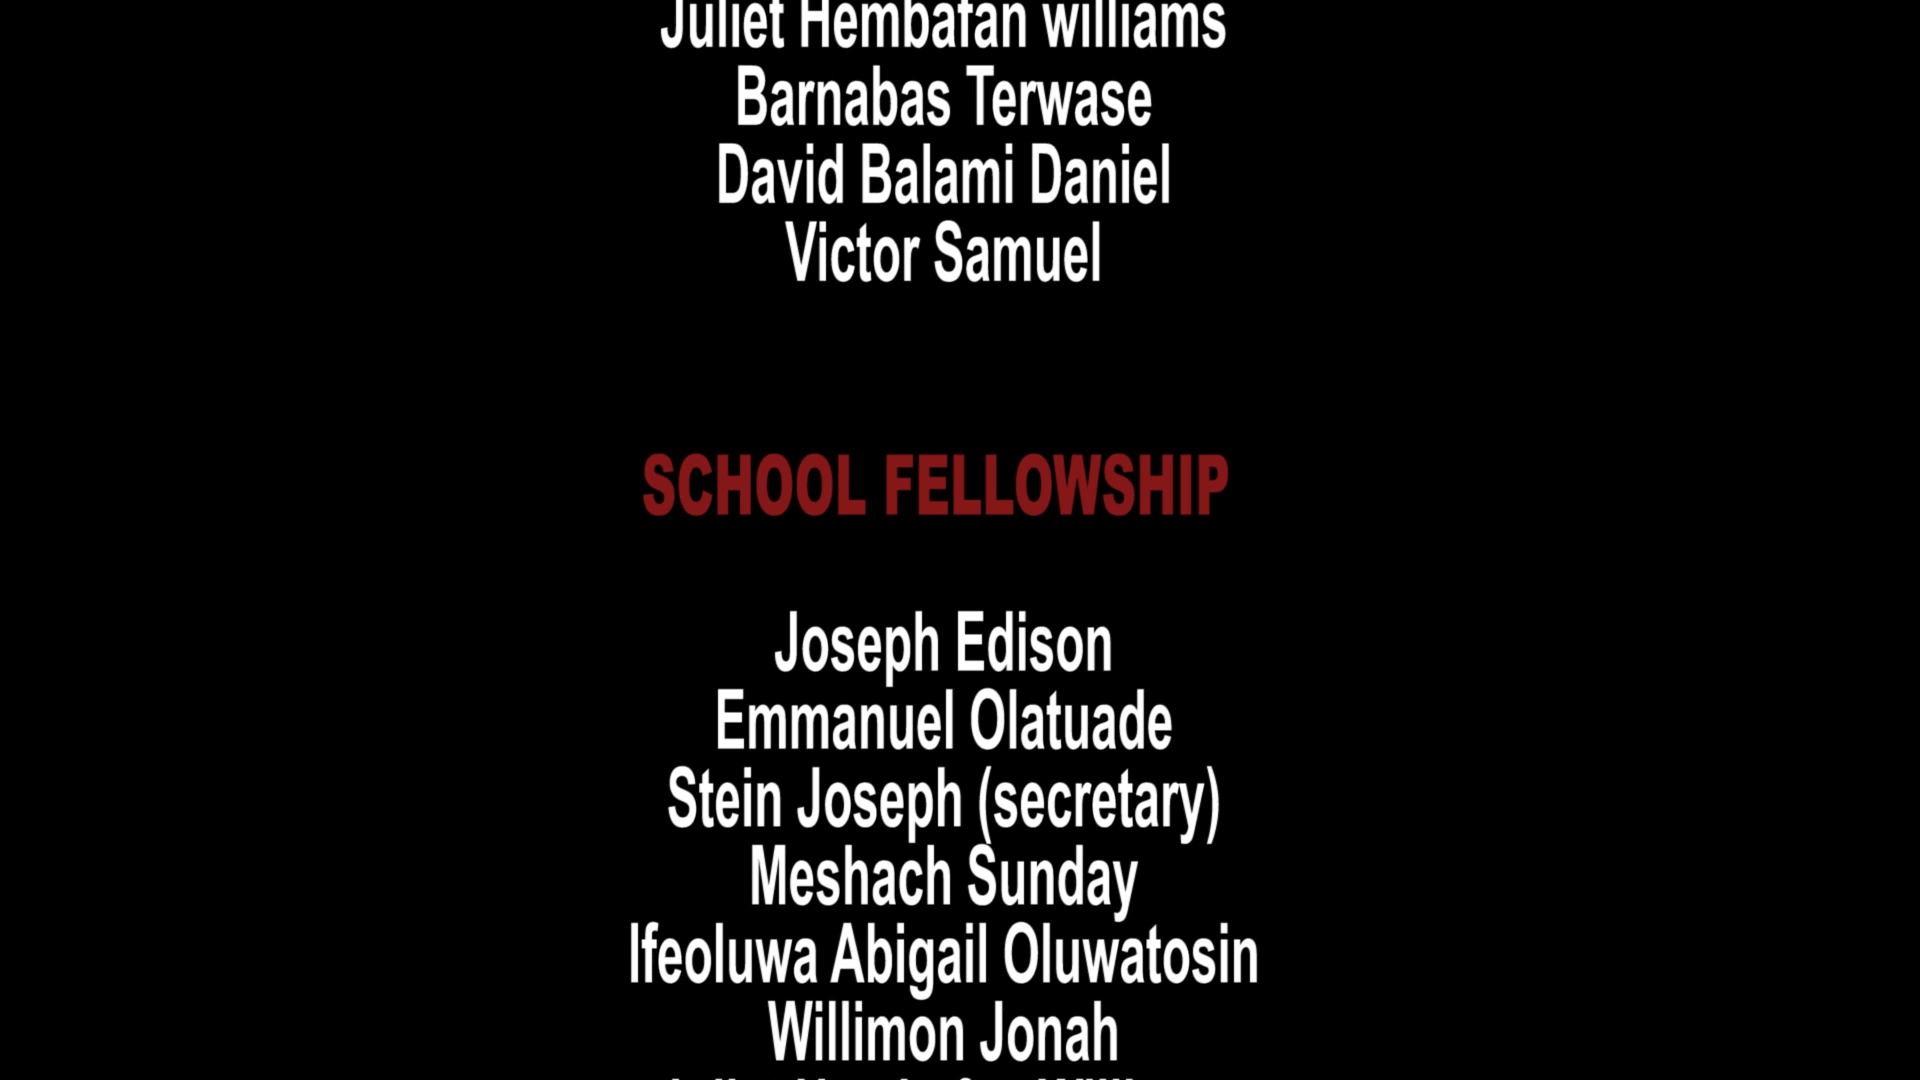 Juliet Hembafan williams
Barnabas Terwase
David Balami Daniel
Victor Samuel
SCHOOL FELLOWSHIP
Joseph Edison
Emmanuel Olatuade
Stein Joseph (secretary)
Meshach Sunday
Ifeoluwa Abigail Oluwatosin
Willimon Jonah